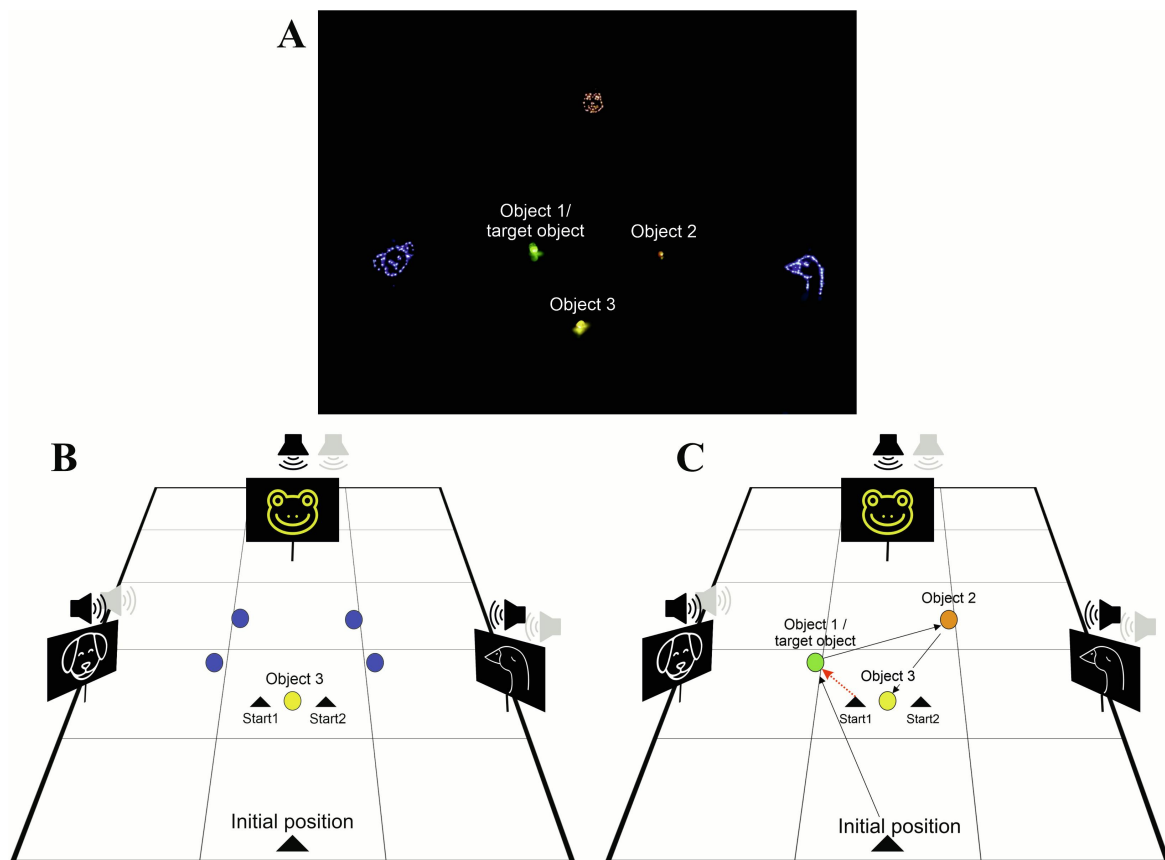 A
Object 1/
target object
Object 2
Object 3
B
Object 3
Start1
Start2
Initial position
C
Object 2
Object 1 /
target object
Object 3
Start1
Start2
Initial position